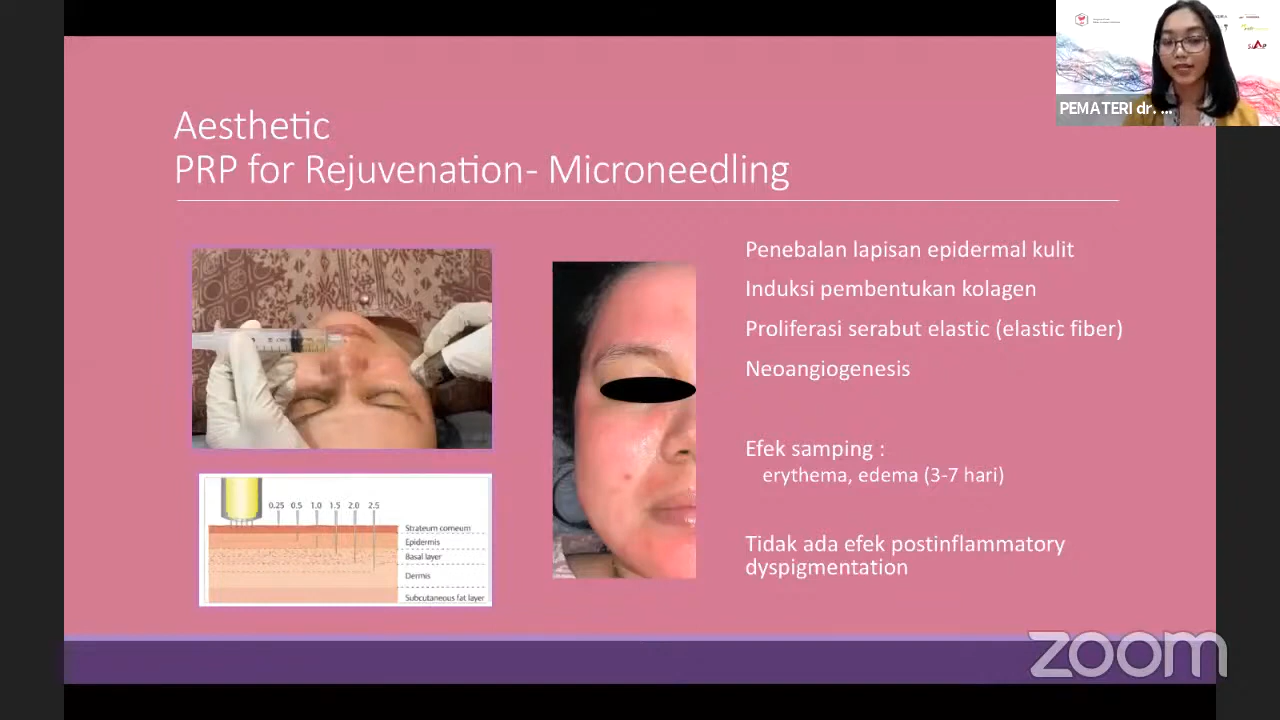 Aesthetic
PRP for Rejuvenation- Microneedling
PEMATERI dr. ...
Penebalan lapisan epidermal kulit
Induksi pembentukan kolagen
Proliferasi serabut elastic (elastic fiber)
Neoangiogenesis
Efek samping :
erythema, edema (3-7 hari)
Tidak ada efek postinflammatory
dyspigmentation
0.25 0.5 1.0 1.5 2.0 2.5
Stratum corneum
Epidermis
Basal layer
Dermis
Subcutaneous fat layer
zoom